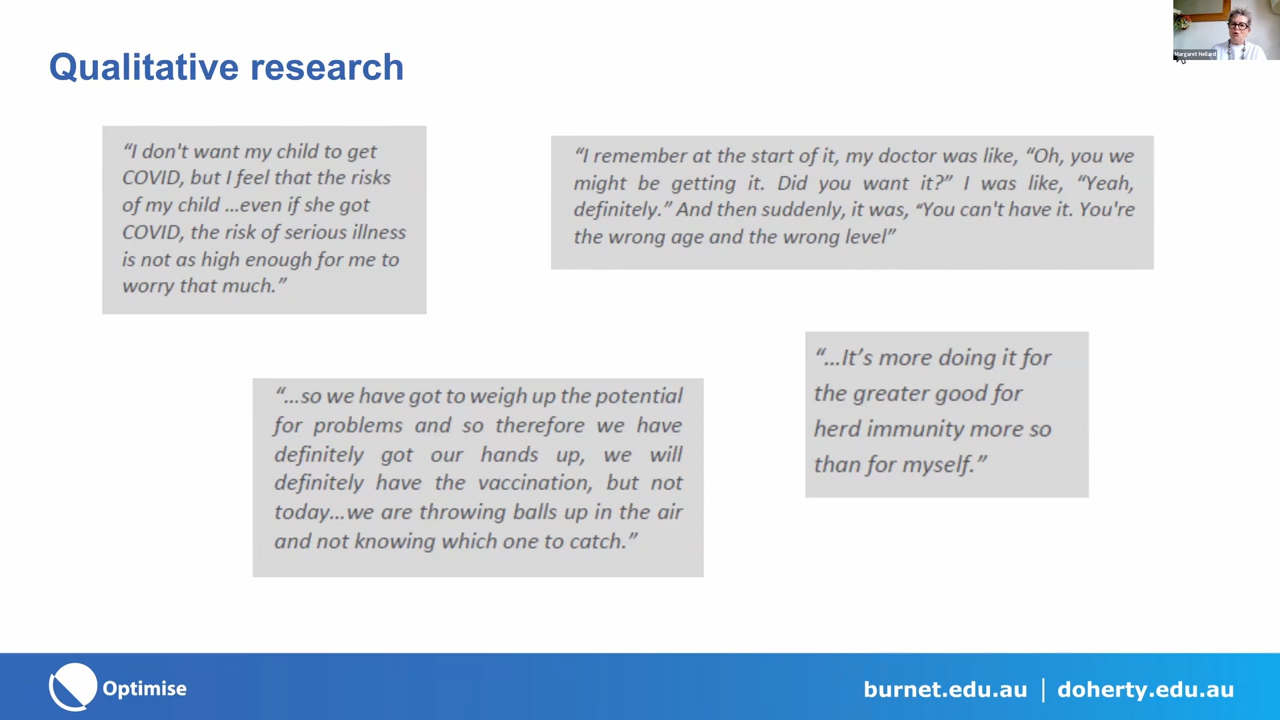 Qualitative research
Margaret Hellard
“I don't want my child to get
COVID, but I feel that the risks
of my child …even if she got
COVID, the risk of serious illness
is not as high enough for me to
worry that much.”
“I remember at the start of it, my doctor was like, “Oh, you we
might be getting it. Did you want it?” I was like, “Yeah,
definitely.” And then suddenly, it was, “You can't have it. You're
the wrong age and the wrong level”
“…so we have got to weigh up the potential
for problems and so therefore we have
definitely got our hands up, we will
definitely have the vaccination, but not
today…we are throwing balls up in the air
and not knowing which one to catch.”
“…It’s more doing it for
the greater good for
herd immunity more so
than for myself.”
Optimise
burnet.edu.au | doherty.edu.au